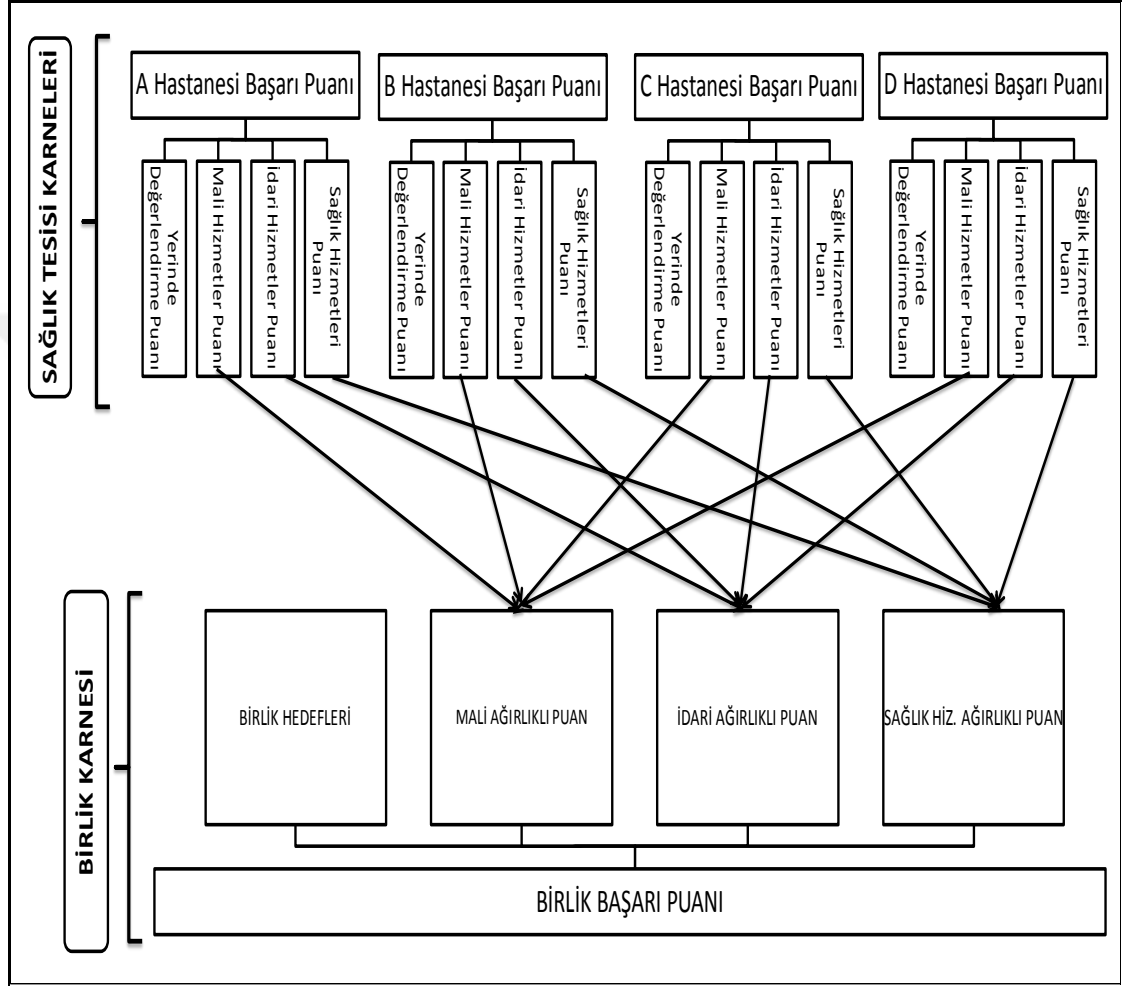 SAĞLIK TESİSİ KARNELERİ
A Hastanesi Başarı Puanı
Yerinde
Değerlendirme Puanı
Mali Hizmetler Puanı
İdari Hizmetler Puanı
Sağlık Hizmetleri
Puanı
B Hastanesi Başarı Puanı
Yerinde
Değerlendirme Puanı
Mali Hizmetler Puanı
İdari Hizmetler Puanı
Sağlık Hizmetleri
Puanı
C Hastanesi Başarı Puanı
Yerinde
Değerlendirme Puanı
Mali Hizmetler Puanı
İdari Hizmetler Puanı
Sağlık Hizmetleri
Puanı
D Hastanesi Başarı Puanı
Yerinde
Değerlendirme Puanı
Mali Hizmetler Puanı
İdari Hizmetler Puanı
Sağlık Hizmetleri
Puanı
BİRLİK KARNESİ
BİRLİK HEDEFLERİ
MALİ AĞIRLIKLI PUAN
İDARİ AĞIRLIKLI PUAN
SAĞLIK HİZ. AĞIRLIKLI PUAN
BİRLİK BAŞARI PUANI